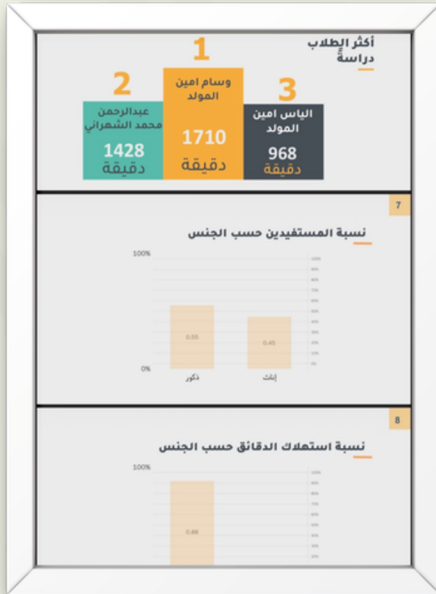 أكثر الطلاب
دراسةً
1
وسام امين
المولد
1710
دقيقة
2
عبدالرحمن
محمد الشهراني
1428
دقيقة
3
الياس امين
المولد
968
دقيقة
7
نسبة المستفيدين حسب الجنس
100%
0%
0.55
0.45
ذكور
إناث
8
نسبة استهلاك الدقائق حسب الجنس
100%
0.88